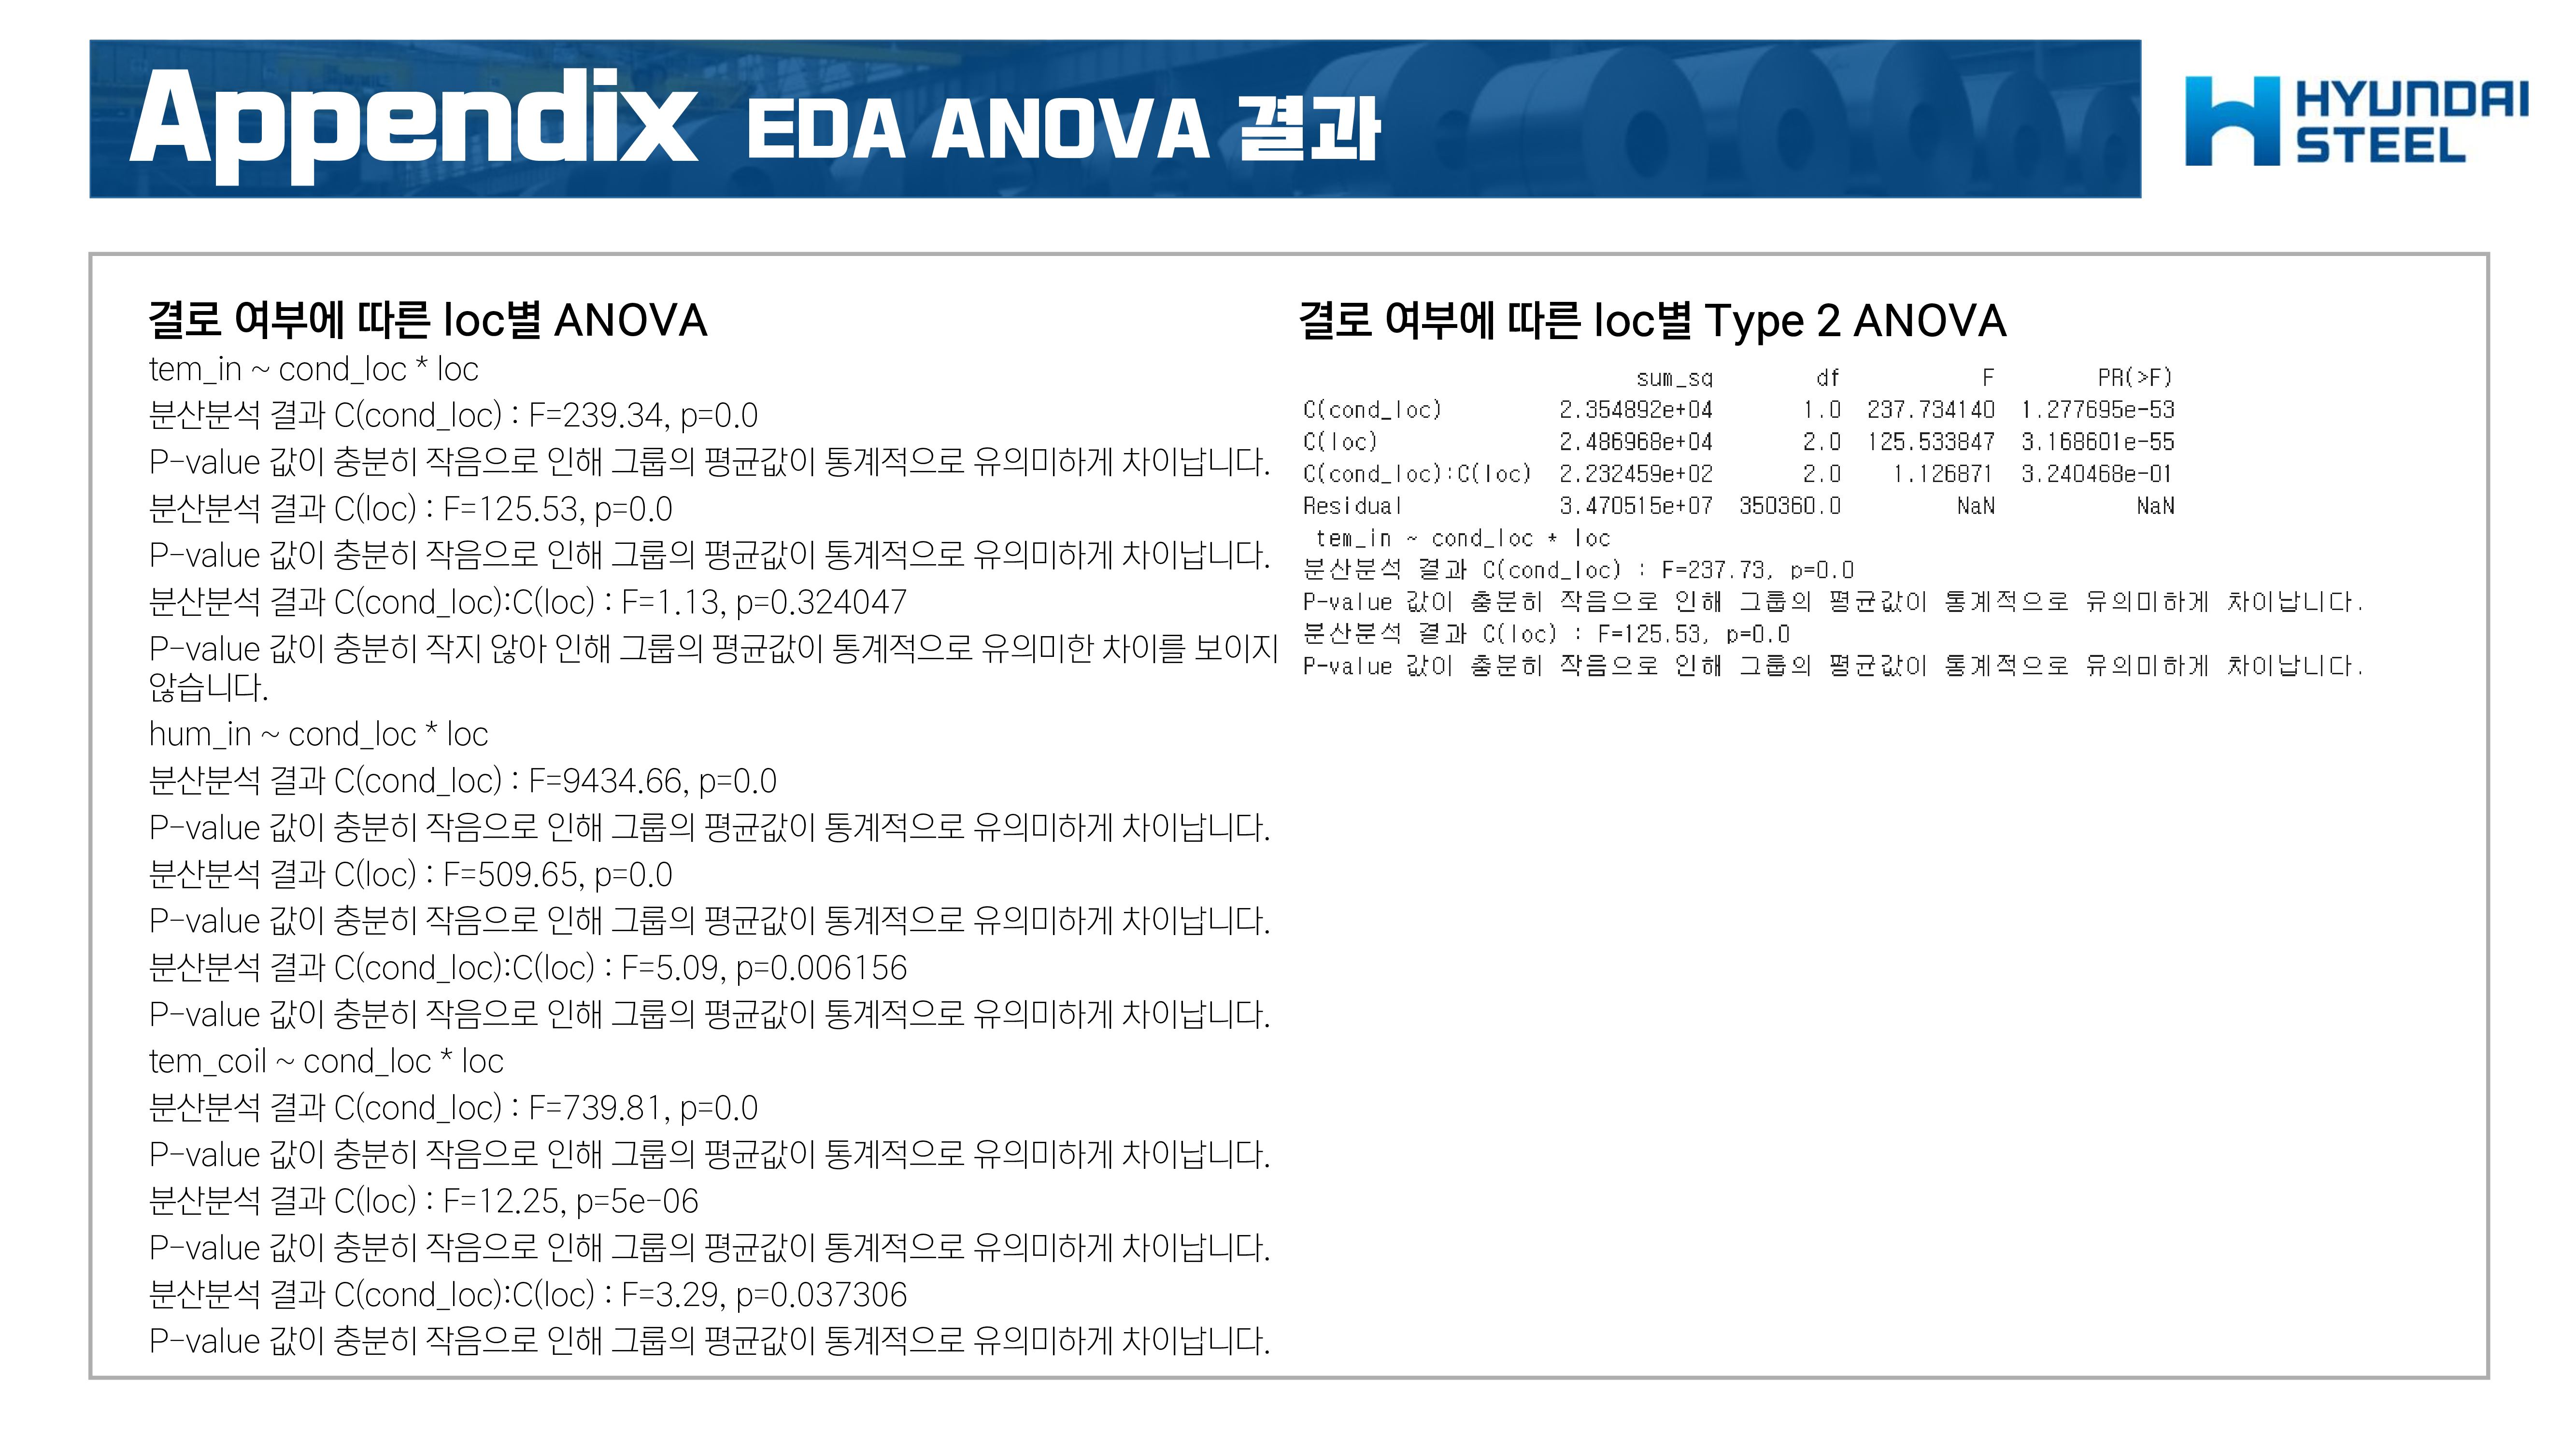 Appendix EDA ANOVA 결과
HYUNDAI
STEEL
결로 여부에 따른 loc별 ANOVA
tem_in ~ cond_loc * loc
분산분석 결과 C(cond_loc) : F=239.34, p=0.0
P-value 값이 충분히 작음으로 인해 그룹의 평균값이 통계적으로 유의미하게 차이납니다.
분산분석 결과 C(loc) : F=125.53, p=0.0
P-value 값이 충분히 작음으로 인해 그룹의 평균값이 통계적으로 유의미하게 차이납니다.
분산분석 결과 C(cond_loc):C(loc) : F=1.13, p=0.324047
P-value 값이 충분히 작지 않아 인해 그룹의 평균값이 통계적으로 유의미한 차이를 보이지
않습니다.
hum_in ~ cond_loc * loc
분산분석 결과 C(cond_loc) : F=9434.66, p=0.0
P-value 값이 충분히 작음으로 인해 그룹의 평균값이 통계적으로 유의미하게 차이납니다.
분산분석 결과 C(loc) : F=509.65, p=0.0
P-value 값이 충분히 작음으로 인해 그룹의 평균값이 통계적으로 유의미하게 차이납니다.
분산분석 결과 C(cond_loc):C(loc) : F=5.09, p=0.006156
P-value 값이 충분히 작음으로 인해 그룹의 평균값이 통계적으로 유의미하게 차이납니다.
tem_coil ~ cond_loc * loc
분산분석 결과 C(cond_loc) : F=739.81, p=0.0
P-value 값이 충분히 작음으로 인해 그룹의 평균값이 통계적으로 유의미하게 차이납니다.
분산분석 결과 C(loc) : F=12.25, p=5e-06
P-value 값이 충분히 작음으로 인해 그룹의 평균값이 통계적으로 유의미하게 차이납니다.
분산분석 결과 C(cond_loc):C(loc) : F=3.29, p=0.037306
P-value 값이 충분히 작음으로 인해 그룹의 평균값이 통계적으로 유의미하게 차이납니다.
결로 여부에 따른 loc별 Type 2 ANOVA
sum_sq df F PR(>F)
C(cond_loc) 2.354892e+04 1.0 237.734140 1.277695e-53
C(loc) 2.486968e+04 2.0 125.533847 3.168601e-55
C(cond_loc):C(loc) 2.232459e+02 2.0 1.126871 3.240468e-01
Residual 3.470515e+07 350360.0 NaN NaN
tem_in ~ cond_loc * loc
분산분석 결과 C(cond_loc) : F=237.73, p=0.0
P-value 값이 충분히 작음으로 인해 그룹의 평균값이 통계적으로 유의미하게 차이납니다.
분산분석 결과 C(loc) : F=125.53, p=0.0
P-value 값이 충분히 작음으로 인해 그룹의 평균값이 통계적으로 유의미하게 차이납니다.